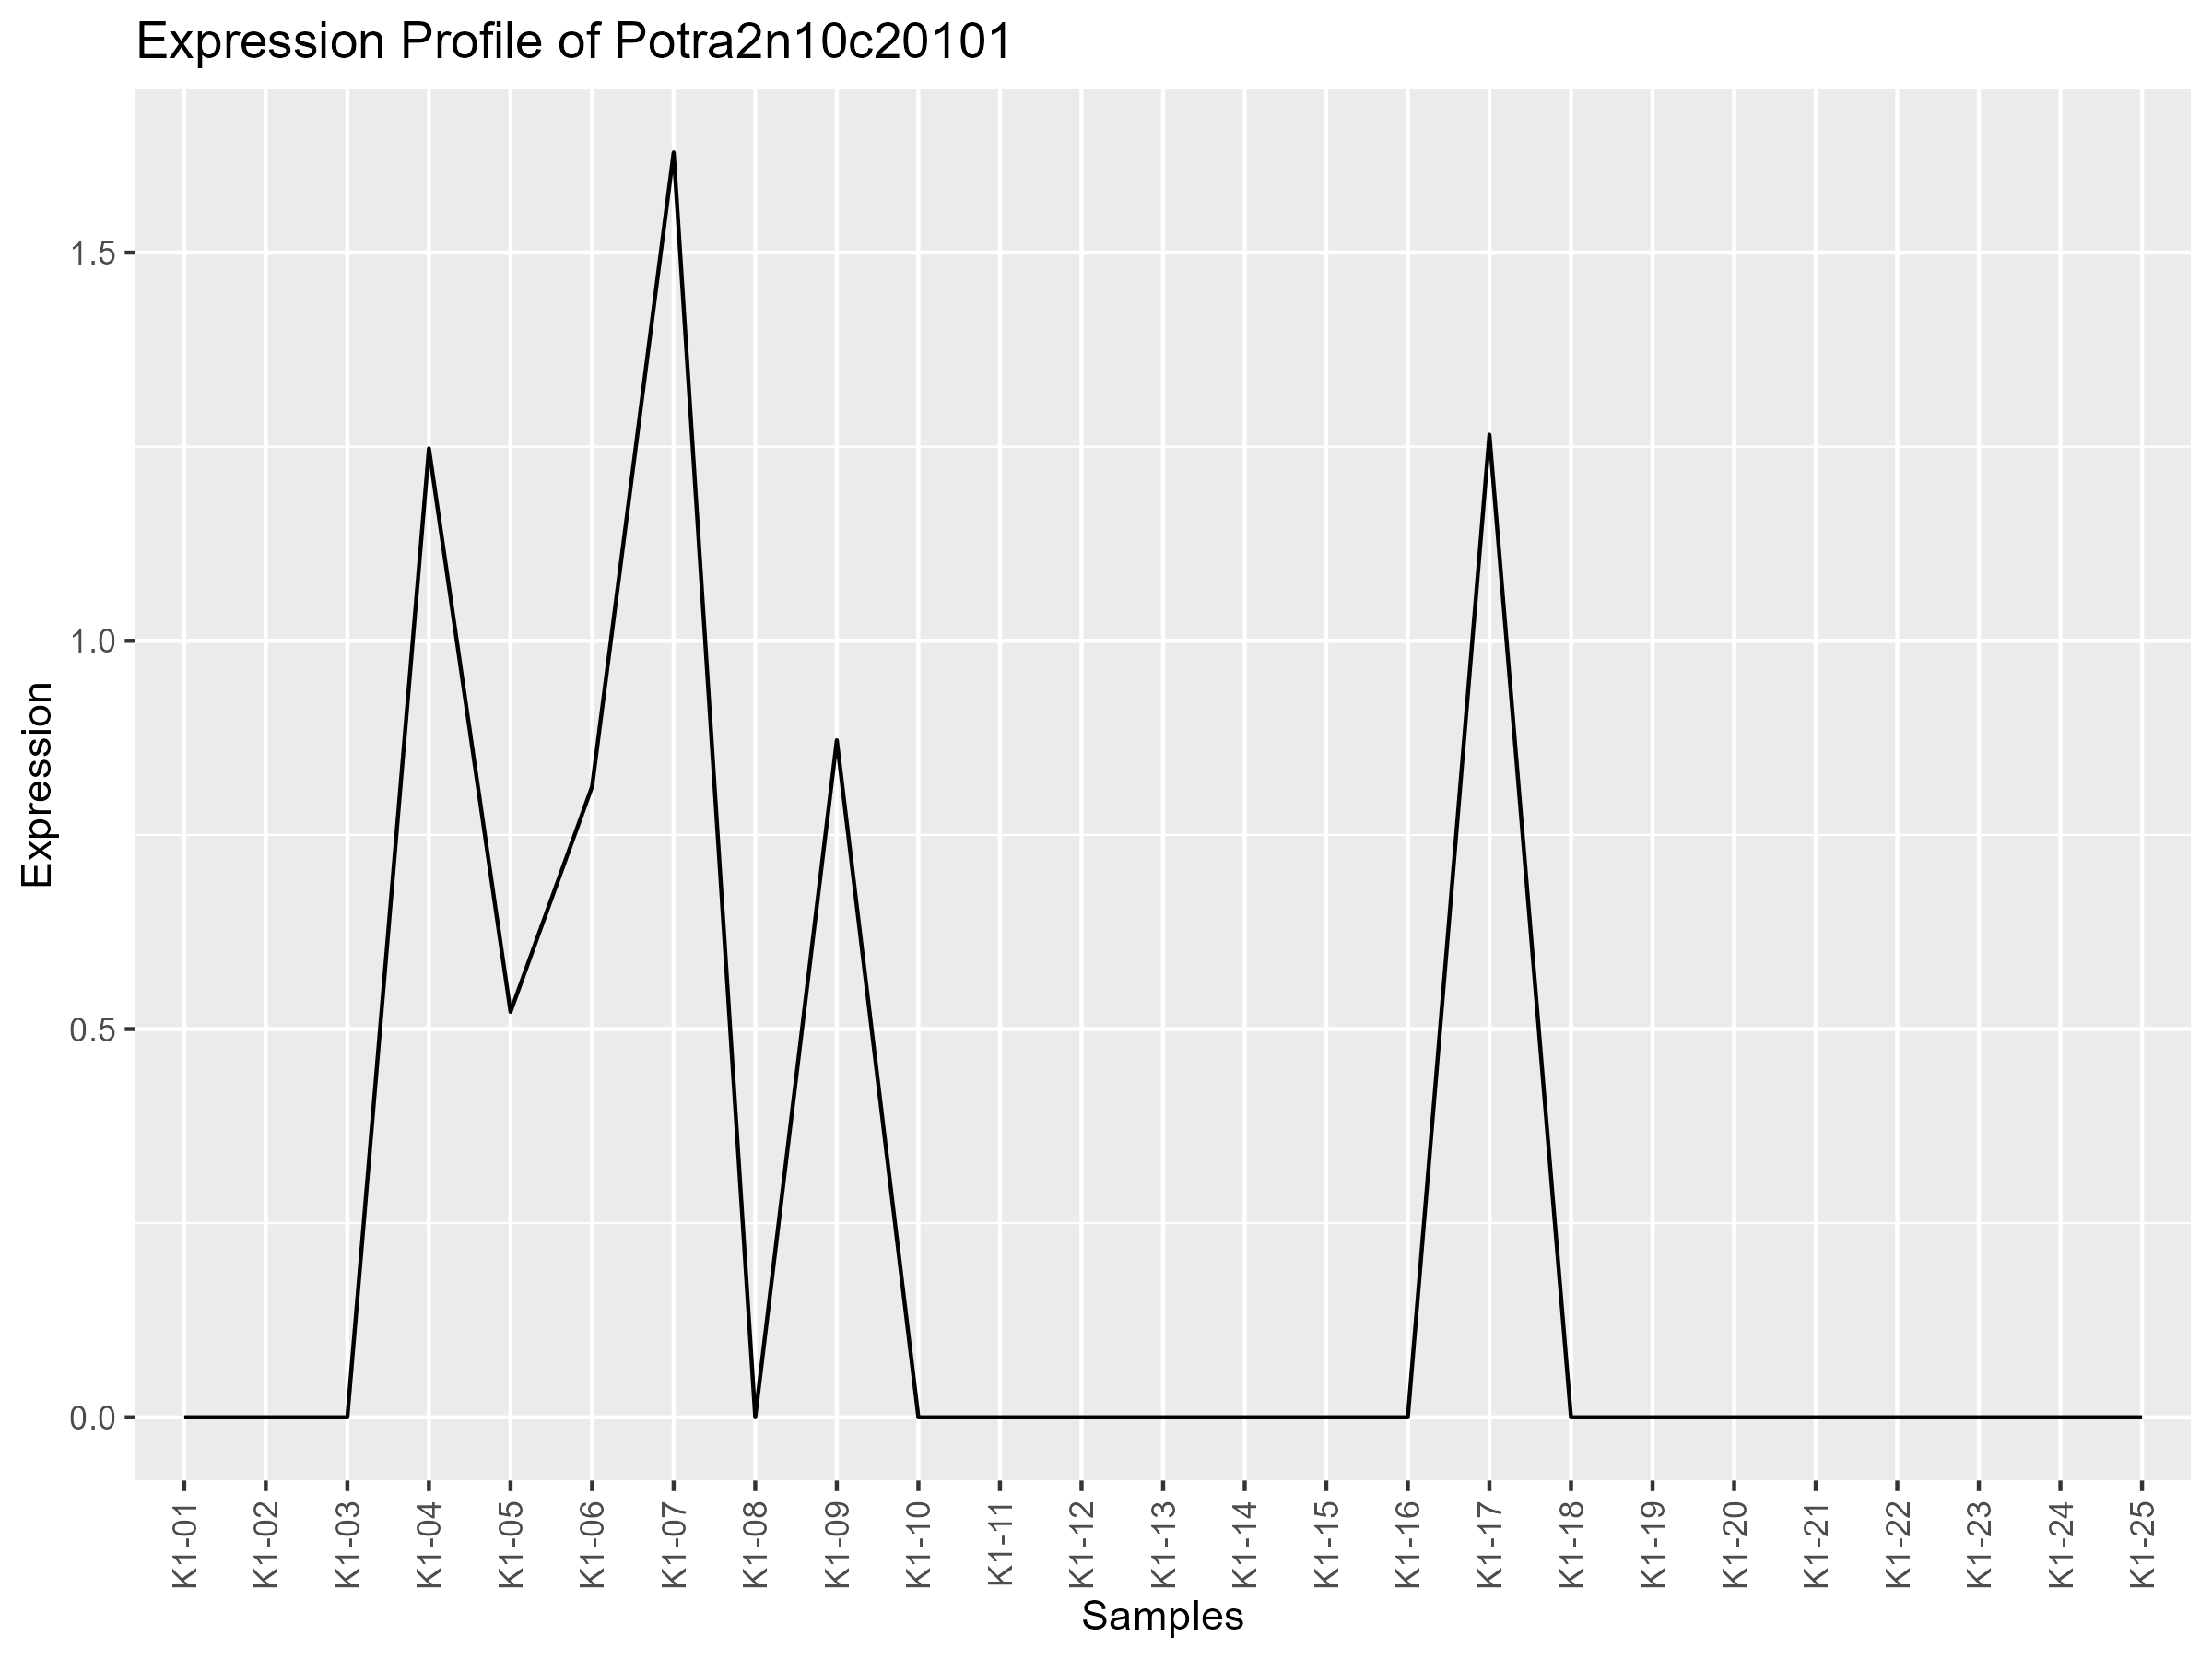 Expression Profile of Potra2n10c20101
Expression
1.5
1.0
0.5
0.0
K1-01
K1-02
K1-03
K1-04
K1-05
K1-06
K1-07
K1-08
K1-09
K1-10
K1-11
K1-12
K1-13
K1-14
K1-15
K1-16
K1-17
K1-18
K1-19
K1-20
K1-21
K1-22
K1-23
K1-24
K1-25
Samples